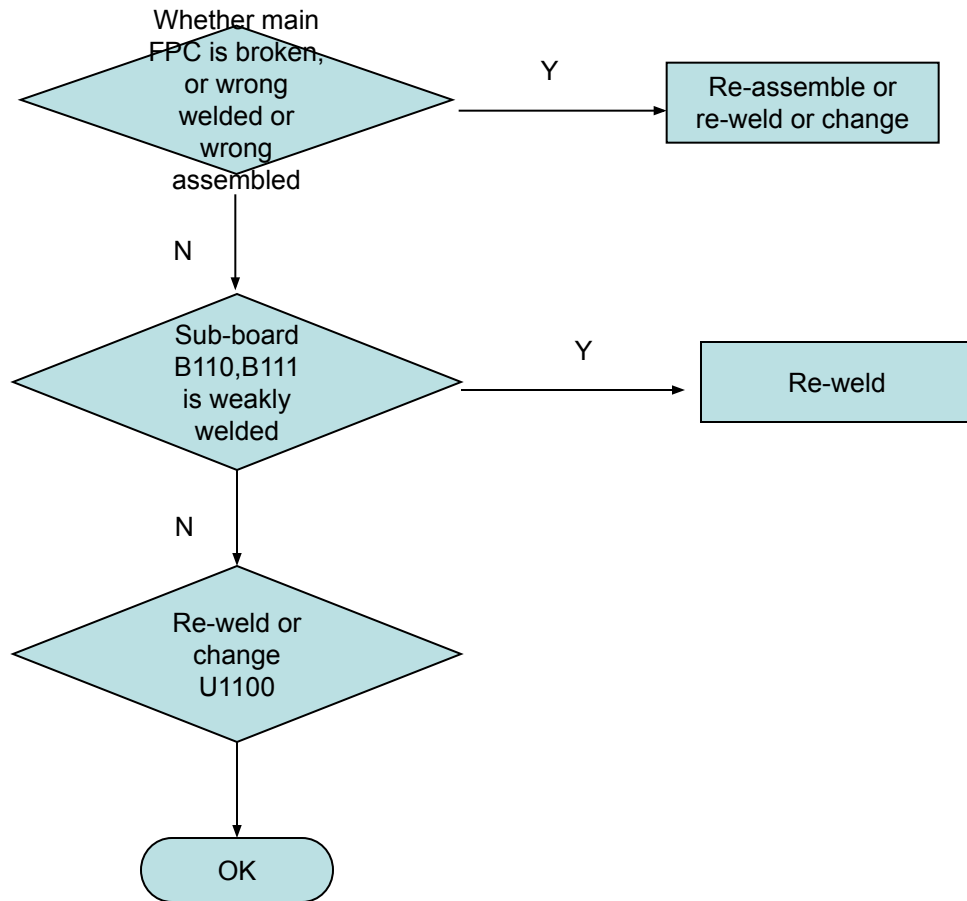 Whether main
FPC is broken,
or wrong
welded or
wrong
assembled
Y
Re-assemble or
re-weld or change
N
Sub-board
B110,B111
is weakly
welded
Y
Re-weld
N
Re-weld or
change
U1100
OK